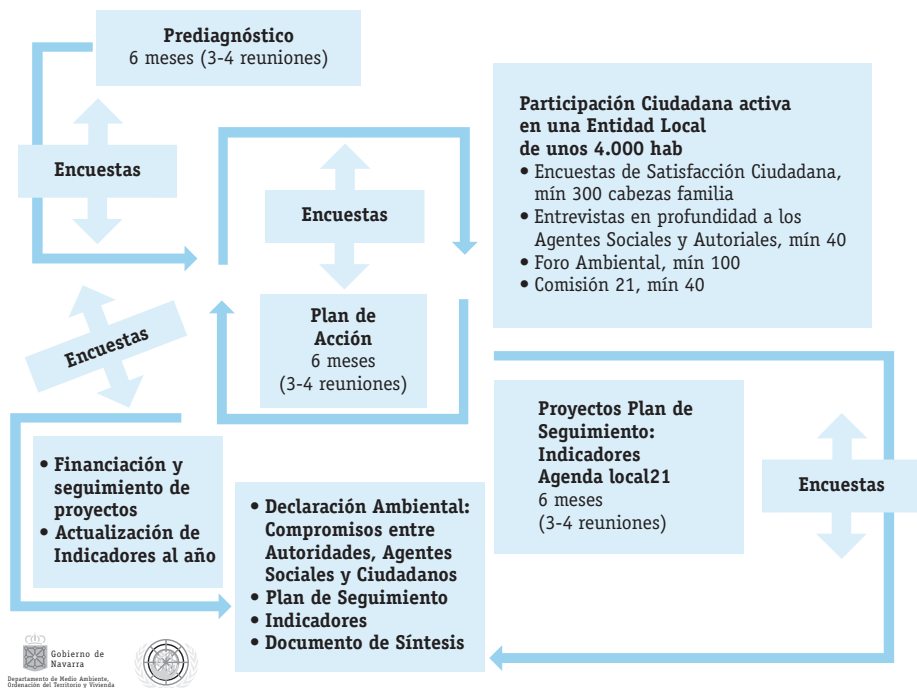 Prediagnóstico
6 meses (3-4 reuniones)
Encuestas
Encuestas
Plan de
Acción
6 meses
(3-4 reuniones)
Participación Ciudadana activa
en una Entidad Local
de unos 4.000 hab
• Encuestas de Satisfacción Ciudadana,
mín 300 cabezas familia
• Entrevistas en profundidad a los
Agentes Sociales y Autoriales, mín 40
• Foro Ambiental, mín 100
• Comisión 21, mín 40
Encuestas
• Financiación y
seguimiento de
proyectos
• Actualización de
Indicadores al año
• Declaración Ambiental:
Compromisos entre
Autoridades, Agentes
Sociales y Ciudadanos
• Plan de Seguimiento
• Indicadores
• Documento de Síntesis
Proyectos Plan de
Seguimiento:
Indicadores
Agenda local21
6 meses
(3-4 reuniones)
Encuestas
Gobierno de
Navarra
Departamento de Medio Ambiente,
Ordenación del Territorio y Vivienda